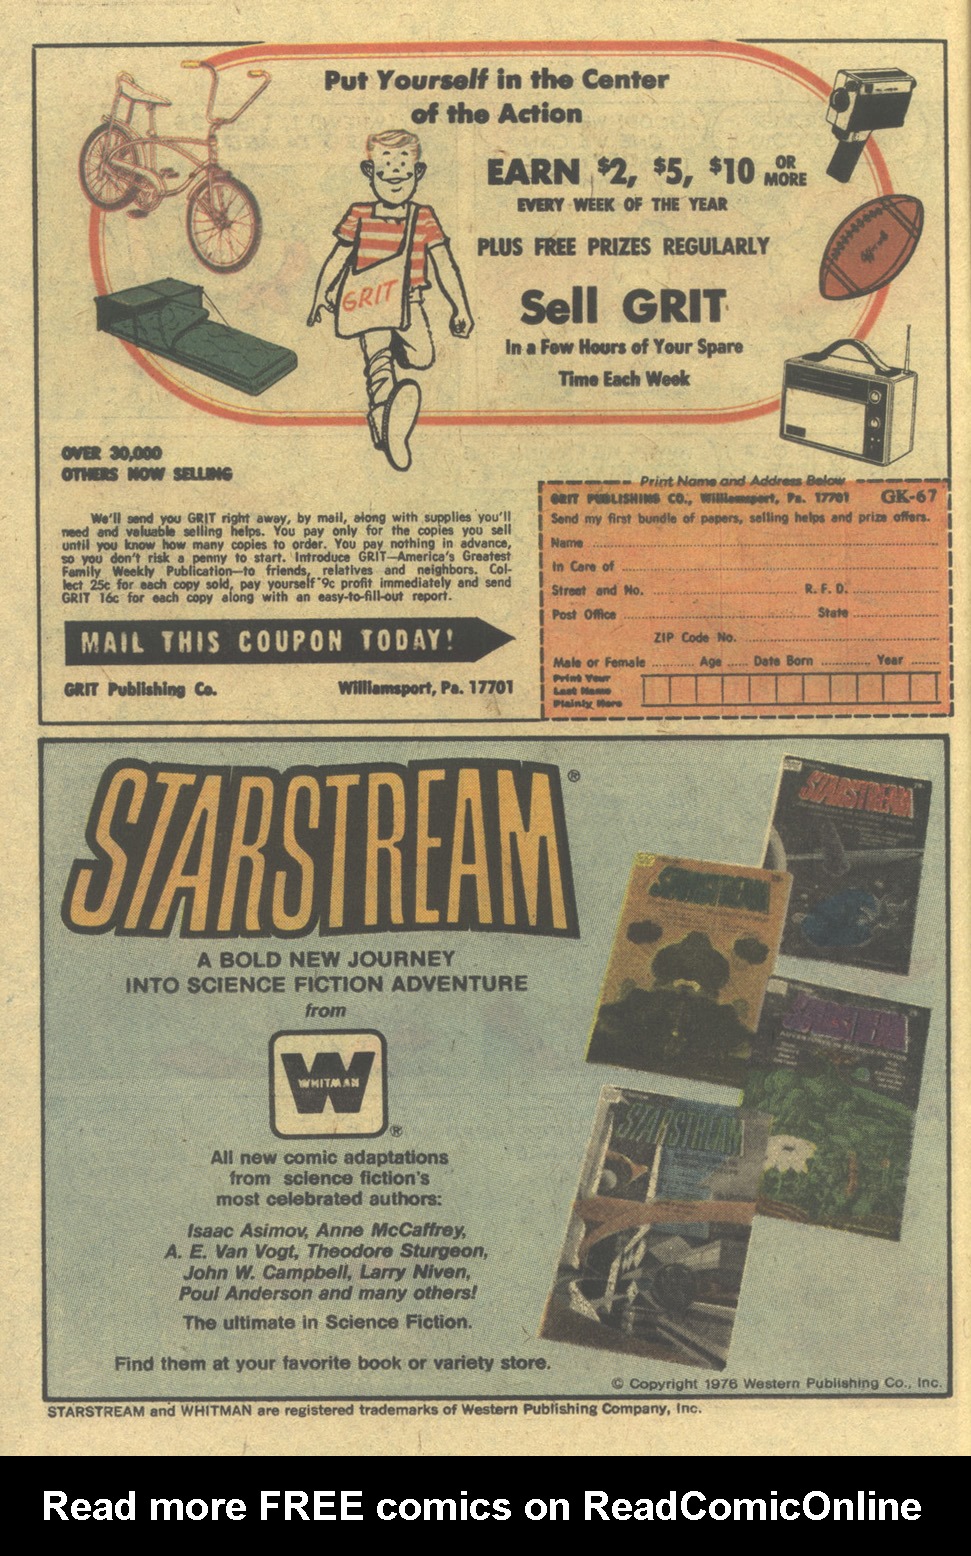 Put Yourself in the Center
of the Action
EARN $2, $5, $10 OR MORE
EVERY WEEK OF THE YEAR
PLUS FREE PRIZES REGULARLY
Sell GRIT
In a Few Hours of Your Spare
Time Each Week
GRIT
OVER 30,000
OTHERS NOW SELLING
We'll send you GRIT right away, by mail, along with supplies you'll
need and valuable selling helps. You pay only for the copies you sell
until you know how many copies to order. You pay nothing in advance,
so you don't risk a penny to start. Introduce GRIT—America's Greatest
Family Weekly Publication—to friends, relatives and neighbors. Col-
lect 25c for each copy sold, pay yourself 9c profit immediately and send
GRIT 16c for each copy along with an easy-to-fill-out report.
MAIL THIS COUPON TODAY!
GRIT Publishing Co. Williamsport, Pa. 17701
Print Name and Address Below
GRIT PUBLISHING CO., Williamsport, Pa. 17701 GK-67
Send my first bundle of papers, selling helps and prize offers.
Name
In Care of
Street and No. R. F. D.
Post Office State
ZIP Code No.
Male or Female Age Date Born Year
Print Your
Last Name
Plainly Here
STARSTREAM®
A BOLD NEW JOURNEY
INTO SCIENCE FICTION ADVENTURE
from
WHITMAN
®
All new comic adaptations
from science fiction's
most celebrated authors:
Isaac Asimov, Anne McCaffrey,
A. E. Van Vogt, Theodore Sturgeon,
John W. Campbell, Larry Niven,
Poul Anderson and many others!
The ultimate in Science Fiction.
Find them at your favorite book or variety store.
STARSTREAM
STARSTREAM
STARSTREAM
© Copyright 1976 Western Publishing Co., Inc.
STARSTREAM and WHITMAN are registered trademarks of Western Publishing Company, Inc.
Read more FREE comics on ReadComicOnline